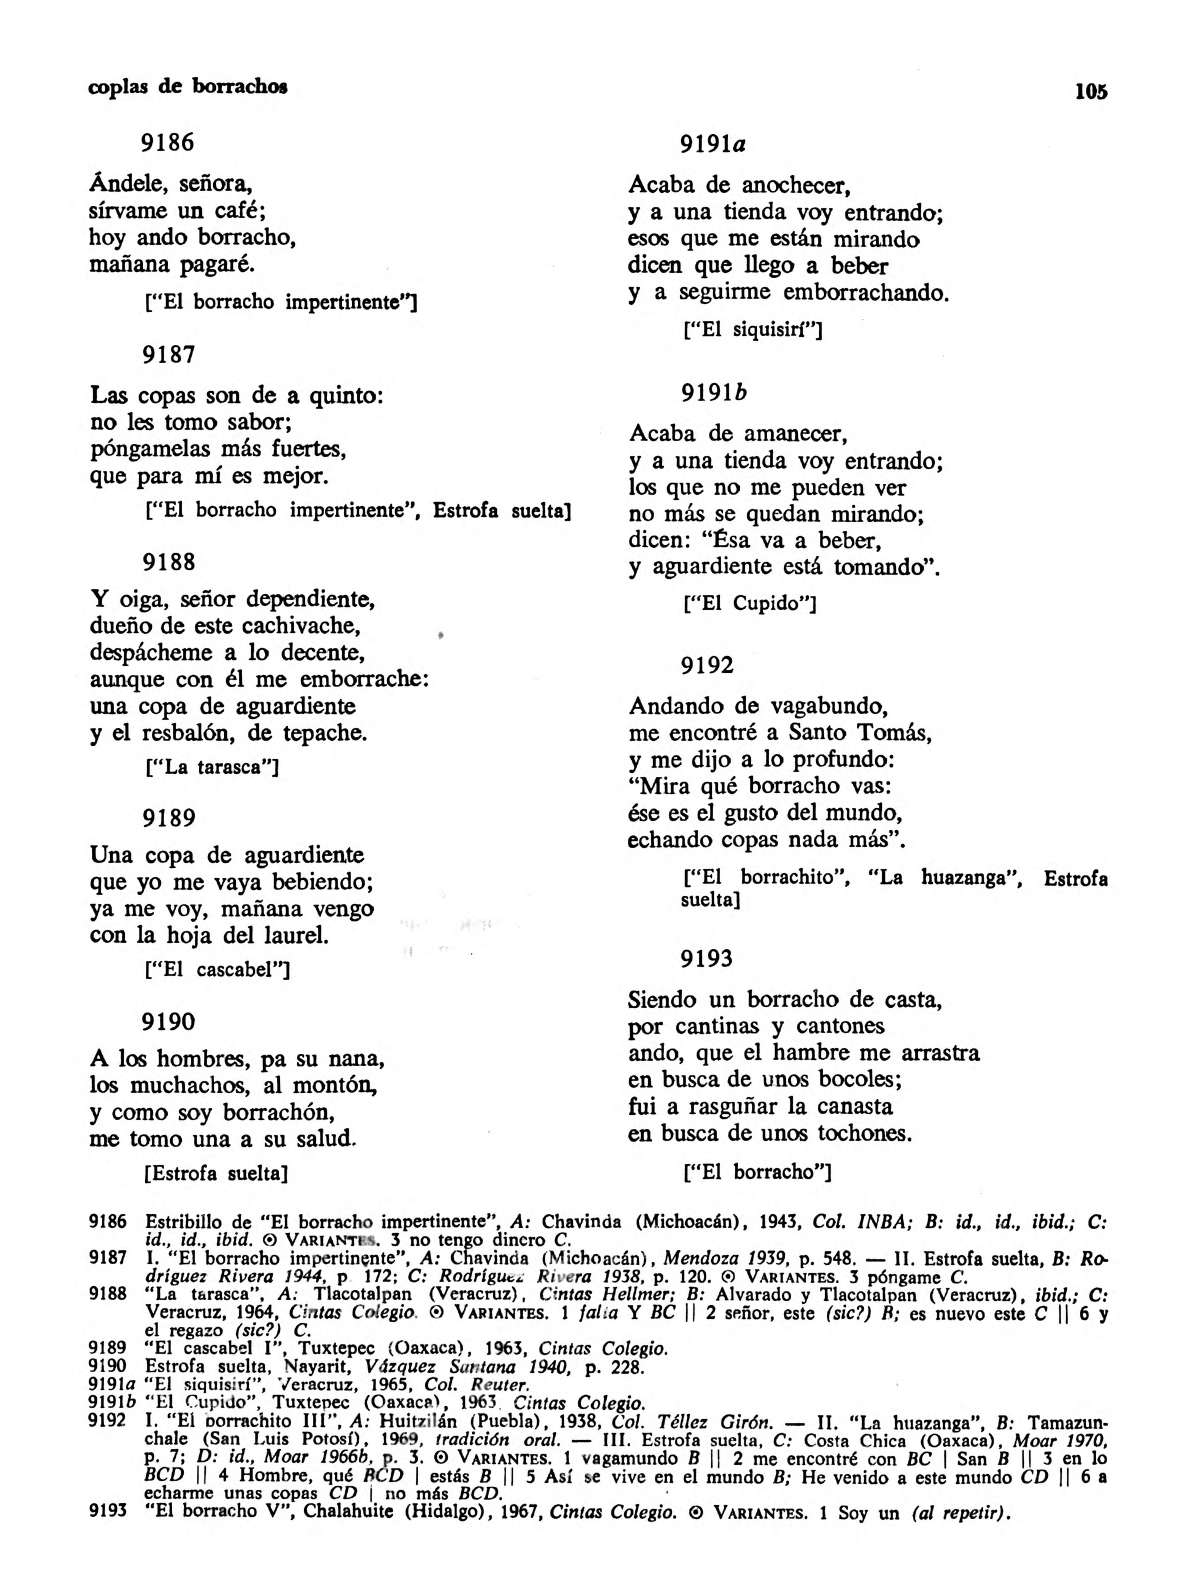 coplas de borrachos
105
9186
Ándele, señora,
sírvame un café;
hoy ando borracho,
mañana pagaré.
["El borracho impertinente"]
9187
Las copas son de a quinto:
no les tomo sabor;
póngamelas más fuertes,
que para mí es mejor.
["El borracho impertinente", Estrofa suelta]
9188
Y oiga, señor dependiente,
dueño de este cachivache,
despácheme a lo decente,
aunque con él me emborrache:
una copa de aguardiente
y el resbalón, de tepache.
["La tarasca"]
9189
Una copa de aguardiente
que yo me vaya bebiendo;
ya me voy, mañana vengo
con la hoja del laurel.
["El cascabel"]
9190
A los hombres, pa su nana,
los muchachos, al montón,
y como soy borrachón,
me tomo una a su salud.
[Estrofa suelta]
9191a
Acaba de anochecer,
y a una tienda voy entrando;
esos que me están mirando
dicen que llego a beber
y a seguirme emborrachando.
["El siquisirí"]
9191b
Acaba de amanecer,
y a una tienda voy entrando;
los que no me pueden ver
no más se quedan mirando;
dicen: "Ésa va a beber,
y aguardiente está tomando".
["El Cupido"]
9192
Andando de vagabundo,
me encontré a Santo Tomás,
y me dijo a lo profundo:
"Mira qué borracho vas:
ése es el gusto del mundo,
echando copas nada más".
["El borrachito", "La huazanga", Estrofa
suelta]
9193
Siendo un borracho de casta,
por cantinas y cantones
ando, que el hambre me arrastra
en busca de unos bocoles;
fui a rasguñar la canasta
en busca de unos tochones.
["El borracho"]
9186 Estribillo de "El borracho impertinente", A: Chavinda (Michoacán), 1943, Col. INBA; B: id., id., ibid.; C:
id., id., ibid. ⊙ VARIANTES. 3 no tengo dinero C.
9187 I. "El borracho impertinente", A: Chavinda (Michoacán), Mendoza 1939, p. 548. — II. Estrofa suelta, B: Ro-
dríguez Rivera 1944, p 172; C: Rodríguez Rivera 1938, p. 120. ⊙ VARIANTES. 3 póngame C.
9188 "La tarasca", A: Tlacotalpan (Veracruz), Cintas Hellmer; B: Alvarado y Tlacotalpan (Veracruz), ibid.; C:
Veracruz, 1964, Cintas Colegio. ⊙ VARIANTES. 1 falta Y BC || 2 señor, este (sic?) B; es nuevo este C || 6 y
el regazo (sic?) C.
9189 "El cascabel I", Tuxtepec (Oaxaca), 1963, Cintas Colegio.
9190 Estrofa suelta, Nayarit, Vázquez Santana 1940, p. 228.
9191a "El siquisirí", Veracruz, 1965, Col. Reuter.
9191b "El Cupido", Tuxtepec (Oaxaca), 1963. Cintas Colegio.
9192 I. "El borrachito III", A: Huitzilán (Puebla), 1938, Col. Téllez Girón. — II. "La huazanga", B: Tamazun-
chale (San Luis Potosí), 1969, tradición oral. — III. Estrofa suelta, C: Costa Chica (Oaxaca), Moar 1970,
p. 7; D: id., Moar 1966b, p. 3. ⊙ VARIANTES. 1 vagamundo B || 2 me encontré con BC | San B || 3 en lo
BCD || 4 Hombre, qué BCD | estás B || 5 Así se vive en el mundo B; He venido a este mundo CD || 6 a
echarme unas copas CD | no más BCD.
9193 "El borracho V", Chalahuite (Hidalgo), 1967, Cintas Colegio. ⊙ VARIANTES. 1 Soy un (al repetir).